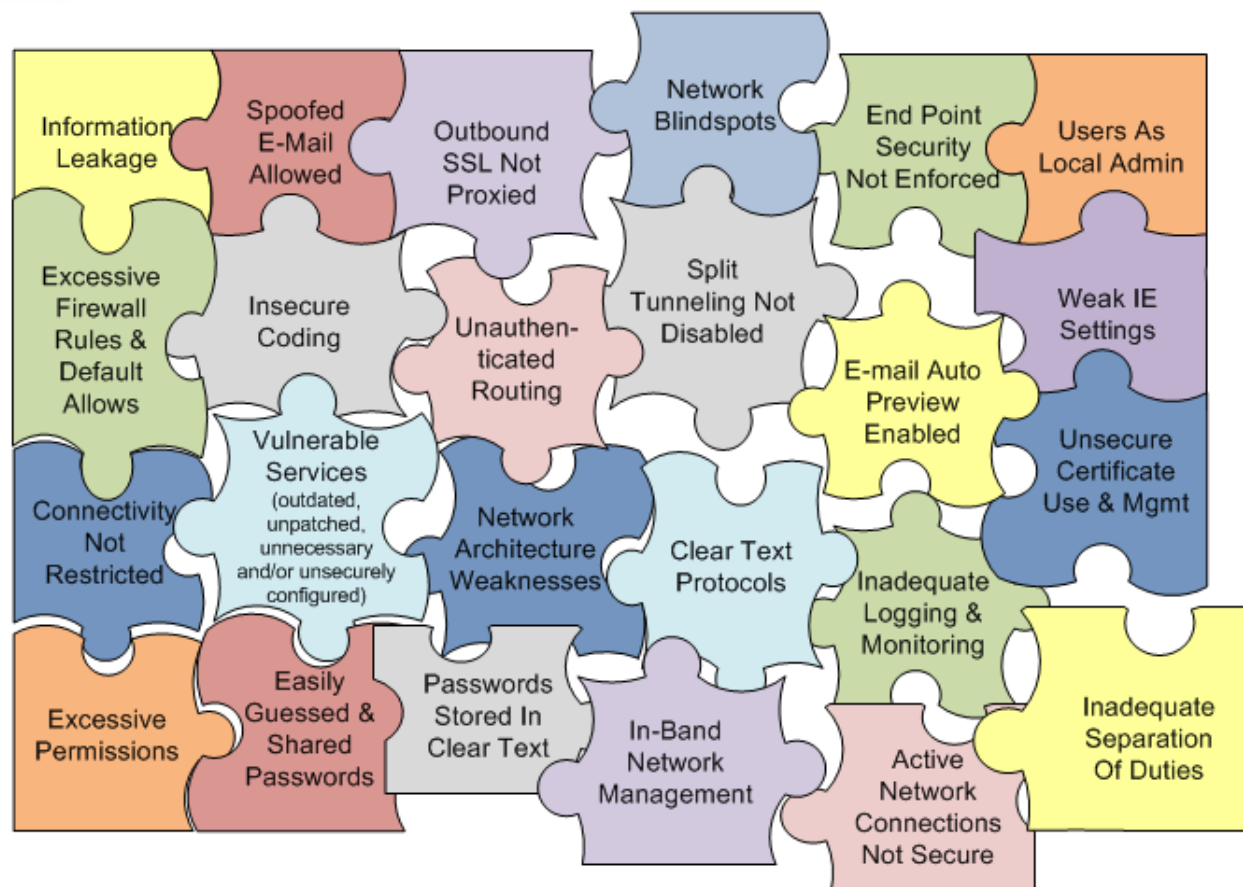 Information
Leakage
Spoofed
E-Mail
Allowed
Outbound
SSL Not
Proxied
Network
Blindspots
End Point
Security
Not Enforced
Users As
Local Admin
Excessive
Firewall
Rules &
Default
Allows
Insecure
Coding
Unauthen-
ticated
Routing
Split
Tunneling Not
Disabled
E-mail Auto
Preview
Enabled
Weak IE
Settings
Connectivity
Not
Restricted
Vulnerable
Services
(outdated,
unpatched,
unnecessary
and/or unsecurely
configured)
Network
Architecture
Weaknesses
Clear Text
Protocols
Inadequate
Logging &
Monitoring
Unsecure
Certificate
Use & Mgmt
Excessive
Permissions
Easily
Guessed &
Shared
Passwords
Passwords
Stored In
Clear Text
In-Band
Network
Management
Active
Network
Connections
Not Secure
Inadequate
Separation
Of Duties